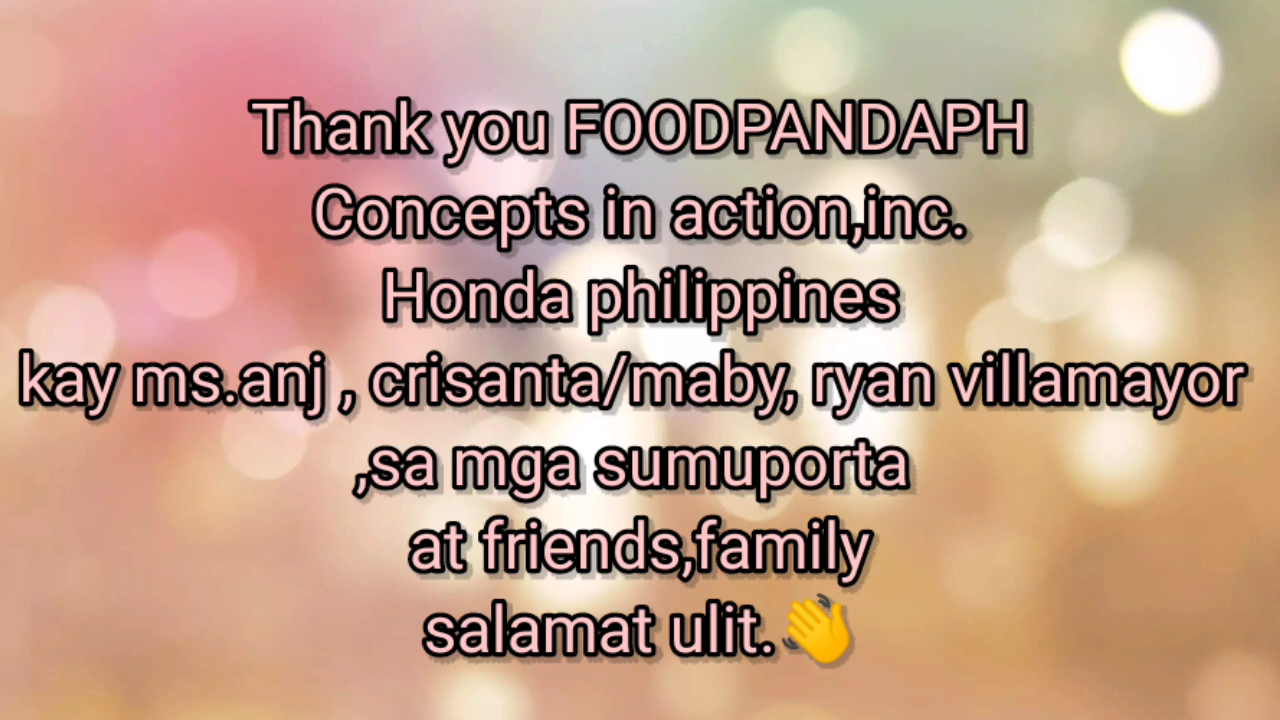 Thank you FOODPANDAPH
Concepts in action,inc.
Honda philippines
kay ms.anj , crisanta/maby, ryan villamayor
,sa mga sumuporta
at friends,family
salamat ulit.👋